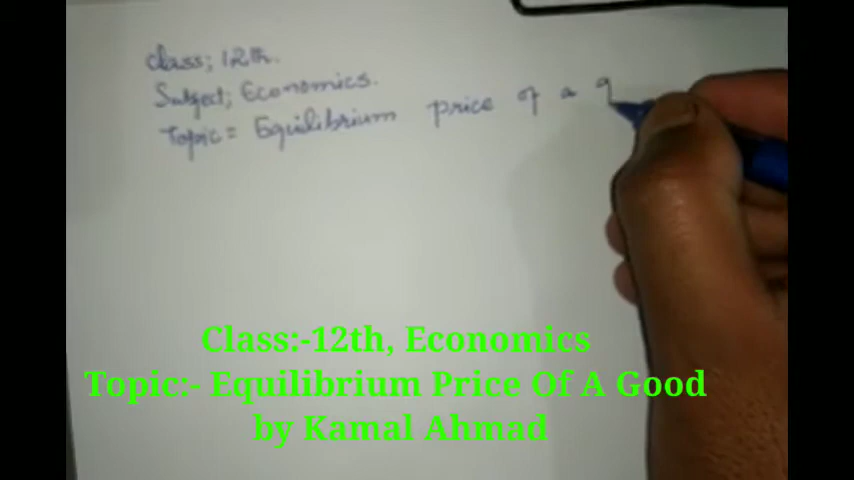 Class; 12th.
Subject; Economics.
Topic = Equilibrium price of a g
Class:-12th, Economics
Topic:- Equilibrium Price Of A Good
by Kamal Ahmad